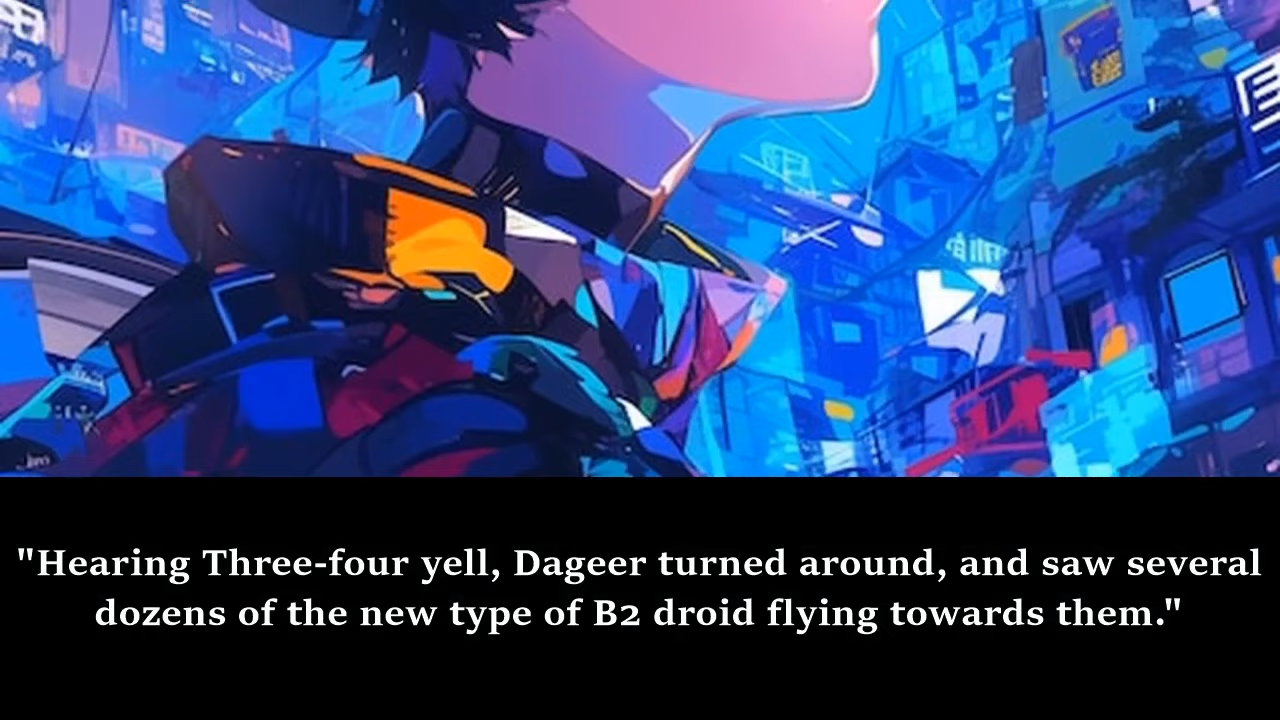 "Hearing Three-four yell, Dageer turned around, and saw several
dozens of the new type of B2 droid flying towards them."